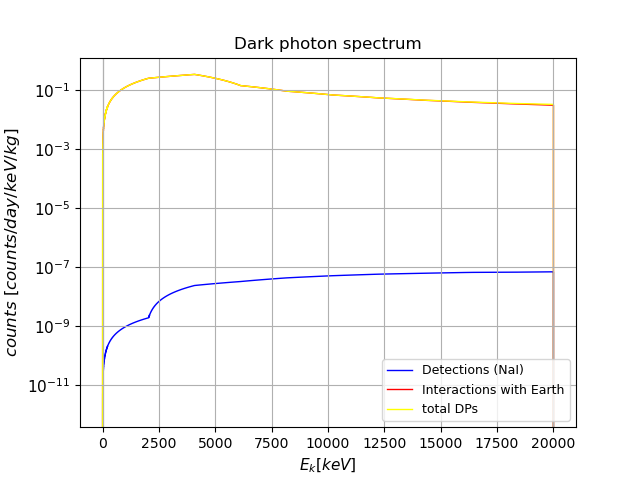 Dark photon spectrum
counts [counts/day/keV/kg]
10⁻¹
10⁻³
10⁻⁵
10⁻⁷
10⁻⁹
10⁻¹¹
Detections (NaI)
Interactions with Earth
total DPs
0 2500 5000 7500 10000 12500 15000 17500 20000
Eₖ[keV]